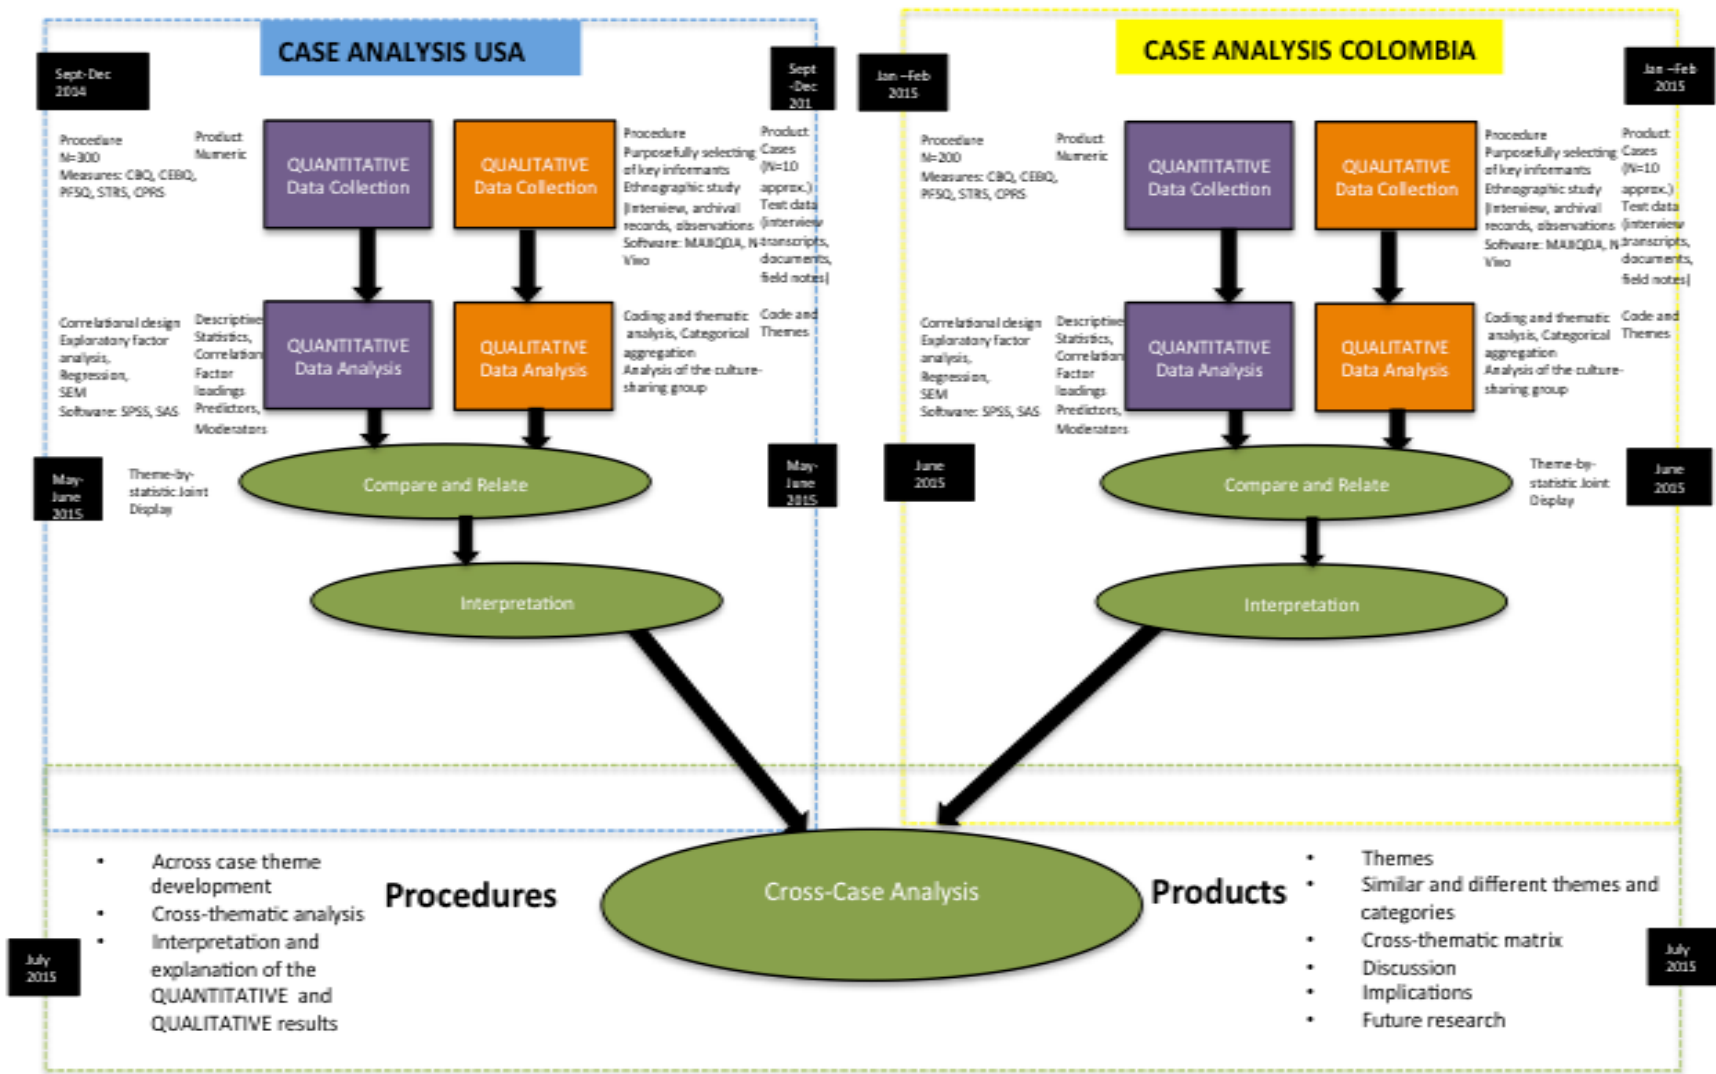 CASE ANALYSIS USA
Sept-Dec
2014
Sept
-Dec
201
Procedure
N=300
Measures: CBQ, CEBQ,
PFSQ, STRS, CPRS
Product
Numeric
QUANTITATIVE
Data Collection
QUALITATIVE
Data Collection
Procedure
Purposefully selecting
of key informants
Ethnographic study
(Interview, archival
records, observations
Software: MAXQDA, N-
Vivo
Product
Cases
(N=10
approx.)
Text data
(interview
transcripts,
documents,
field notes)
Correlational design
Exploratory factor
analysis,
Regression,
SEM
Software: SPSS, SAS
Descriptive
Statistics,
Correlation
Factor
loadings
Predictors,
Moderators
QUANTITATIVE
Data Analysis
QUALITATIVE
Data Analysis
Coding and thematic
analysis, Categorical
aggregation
Analysis of the culture-
sharing group
Code and
Themes
May-
June
2015
Theme-by-
statistic Joint
Display
Compare and Relate
May-
June
2015
Interpretation
CASE ANALYSIS COLOMBIA
Jan –Feb
2015
Jan –Feb
2015
Procedure
N=200
Measures: CBQ, CEBQ,
PFSQ, STRS, CPRS
Product
Numeric
QUANTITATIVE
Data Collection
QUALITATIVE
Data Collection
Procedure
Purposefully selecting
of key informants
Ethnographic study
(Interview, archival
records, observations
Software: MAXQDA, N-
Vivo
Product
Cases
(N=10
approx.)
Text data
(interview
transcripts,
documents,
field notes)
Correlational design
Exploratory factor
analysis,
Regression,
SEM
Software: SPSS, SAS
Descriptive
Statistics,
Correlation
Factor
loadings
Predictors,
Moderators
QUANTITATIVE
Data Analysis
QUALITATIVE
Data Analysis
Coding and thematic
analysis, Categorical
aggregation
Analysis of the culture-
sharing group
Code and
Themes
June
2015
Compare and Relate
Theme-by-
statistic Joint
Display
June
2015
Interpretation
• Across case theme
development
• Cross-thematic analysis
• Interpretation and
explanation of the
QUANTITATIVE and
QUALITATIVE results
July
2015
Procedures
Cross-Case Analysis
Products
• Themes
• Similar and different themes and
categories
• Cross-thematic matrix
• Discussion
• Implications
• Future research
July
2015